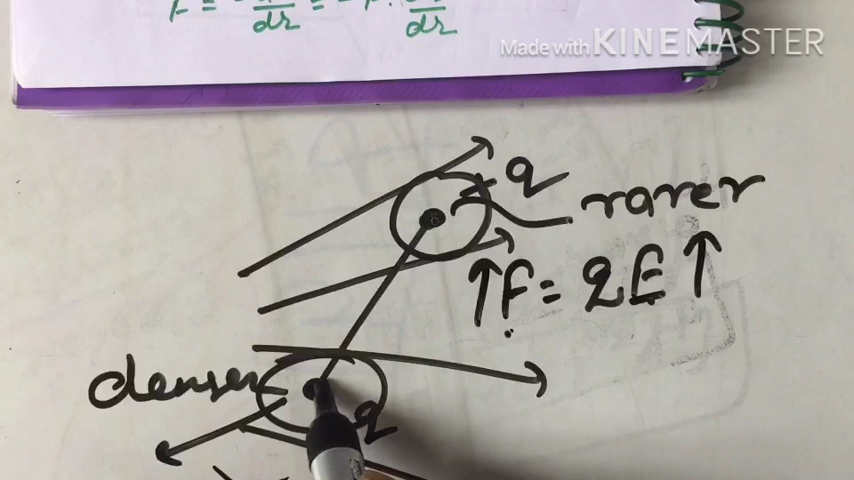 Made with KINEMASTER
+q
rarer
↑F = qE↑
denser
-q